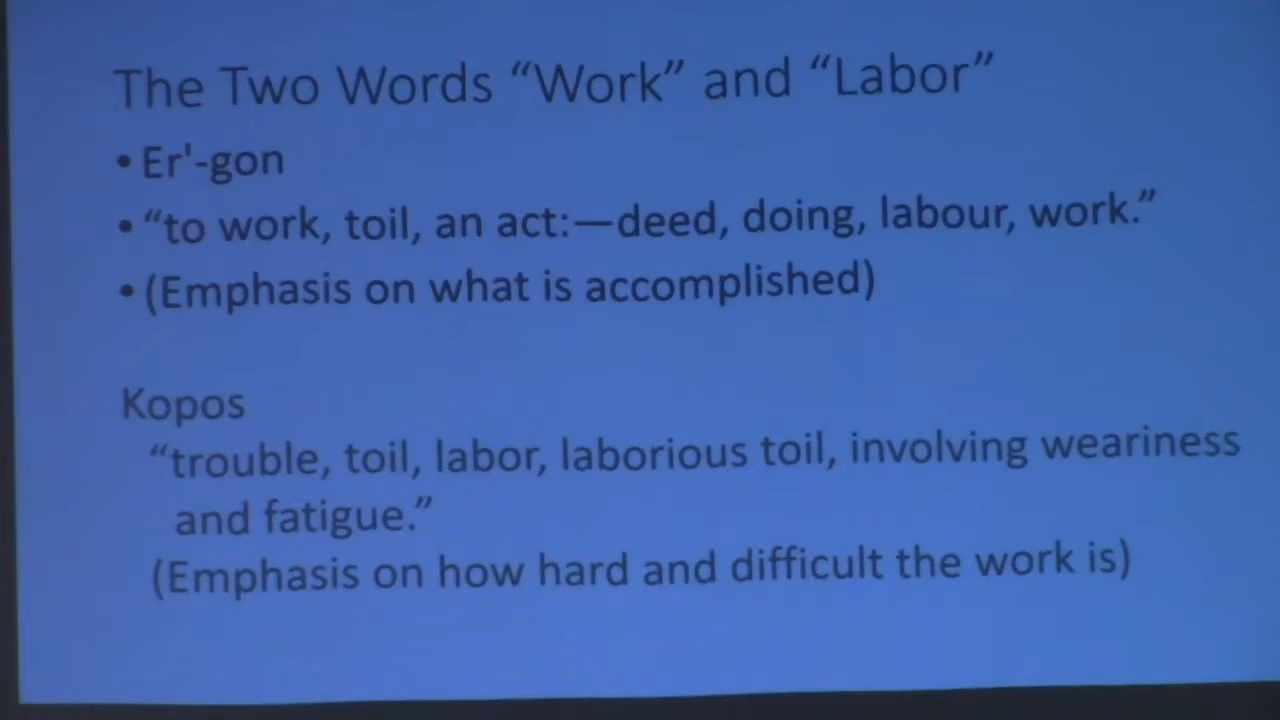 The Two Words “Work” and “Labor”
• Er'-gon
• “to work, toil, an act:—deed, doing, labour, work.”
• (Emphasis on what is accomplished)
Kopos
“trouble, toil, labor, laborious toil, involving weariness
and fatigue.”
(Emphasis on how hard and difficult the work is)